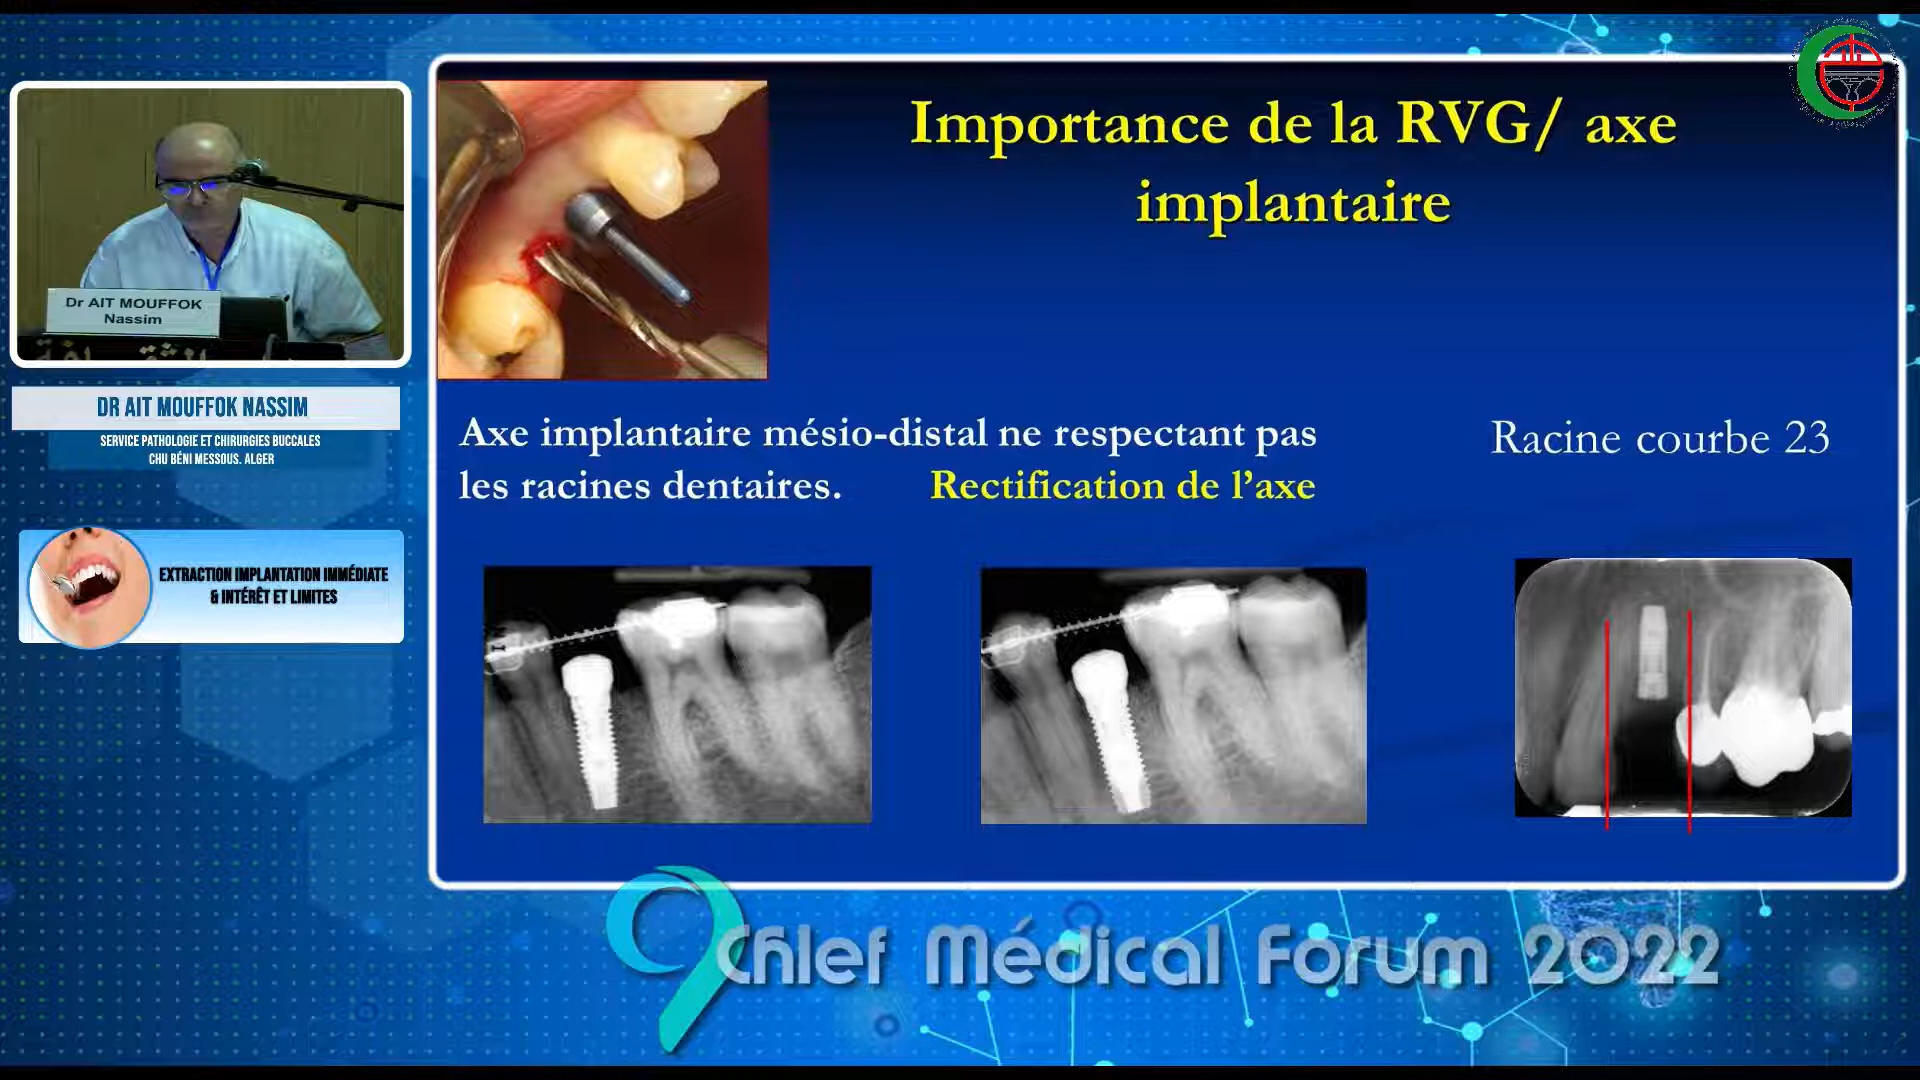 Importance de la RVG/ axe
implantaire
Dr AIT MOUFFOK
Nassim
DR AIT MOUFFOK NASSIM
SERVICE PATHOLOGIE ET CHIRURGIES BUCCALES
CHU BÉNI MESSOUS. ALGER
EXTRACTION IMPLANTATION IMMÉDIATE
& INTÉRÊT ET LIMITES
Axe implantaire mésio-distal ne respectant pas
les racines dentaires. Rectification de l’axe
Racine courbe 23
9 Chlef Médical Forum 2022